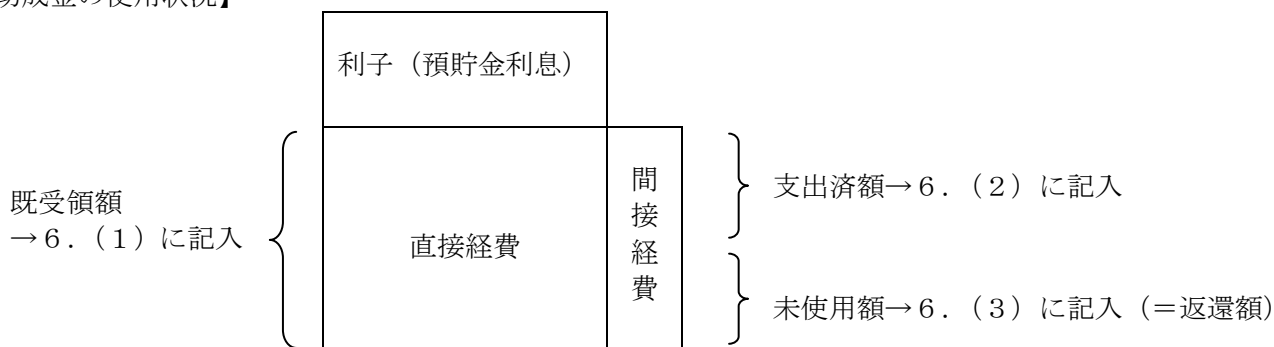 助成金の使用状況】
利子（預貯金利息）
既受領額
→６．（１）に記入
直接経費
間接経費
支出済額→６．（２）に記入
未使用額→６．（３）に記入（＝返還額）